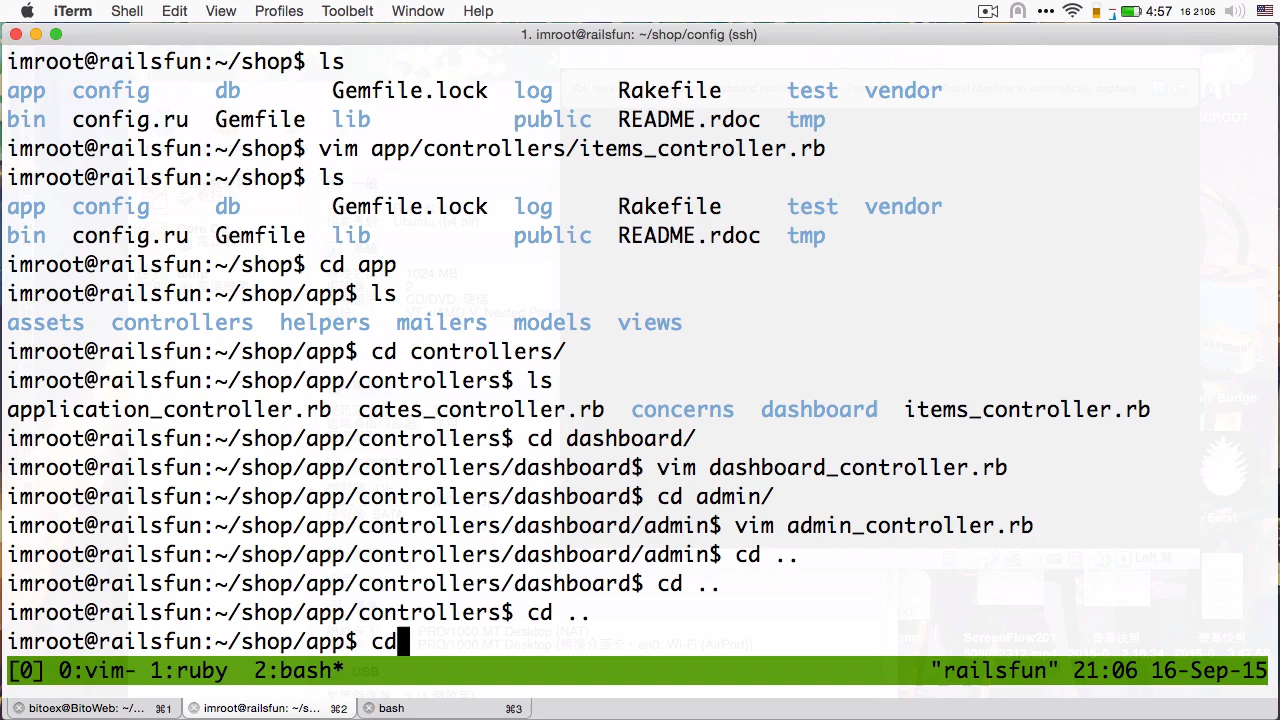 iTerm Shell Edit View Profiles Toolbelt Window Help 4:57 16 2106
1. imroot@railsfun: ~/shop/config (ssh)
imroot@railsfun:~/shop$ ls
app config db Gemfile.lock log Rakefile test vendor
bin config.ru Gemfile lib public README.rdoc tmp
imroot@railsfun:~/shop$ vim app/controllers/items_controller.rb
imroot@railsfun:~/shop$ ls
app config db Gemfile.lock log Rakefile test vendor
bin config.ru Gemfile lib public README.rdoc tmp
imroot@railsfun:~/shop$ cd app
imroot@railsfun:~/shop/app$ ls
assets controllers helpers mailers models views
imroot@railsfun:~/shop/app$ cd controllers/
imroot@railsfun:~/shop/app/controllers$ ls
application_controller.rb cates_controller.rb concerns dashboard items_controller.rb
imroot@railsfun:~/shop/app/controllers$ cd dashboard/
imroot@railsfun:~/shop/app/controllers/dashboard$ vim dashboard_controller.rb
imroot@railsfun:~/shop/app/controllers/dashboard$ cd admin/
imroot@railsfun:~/shop/app/controllers/dashboard/admin$ vim admin_controller.rb
imroot@railsfun:~/shop/app/controllers/dashboard/admin$ cd ..
imroot@railsfun:~/shop/app/controllers/dashboard$ cd ..
imroot@railsfun:~/shop/app/controllers$ cd ..
imroot@railsfun:~/shop/app$ cd
PRO/1000 MT Desktop (NAT)
USB
[0] 0:vim- 1:ruby 2:bash* "railsfun" 21:06 16-Sep-15
bitoex@BitoWeb: ~/... ⌘1 imroot@railsfun: ~/s... ⌘2 bash ⌘3